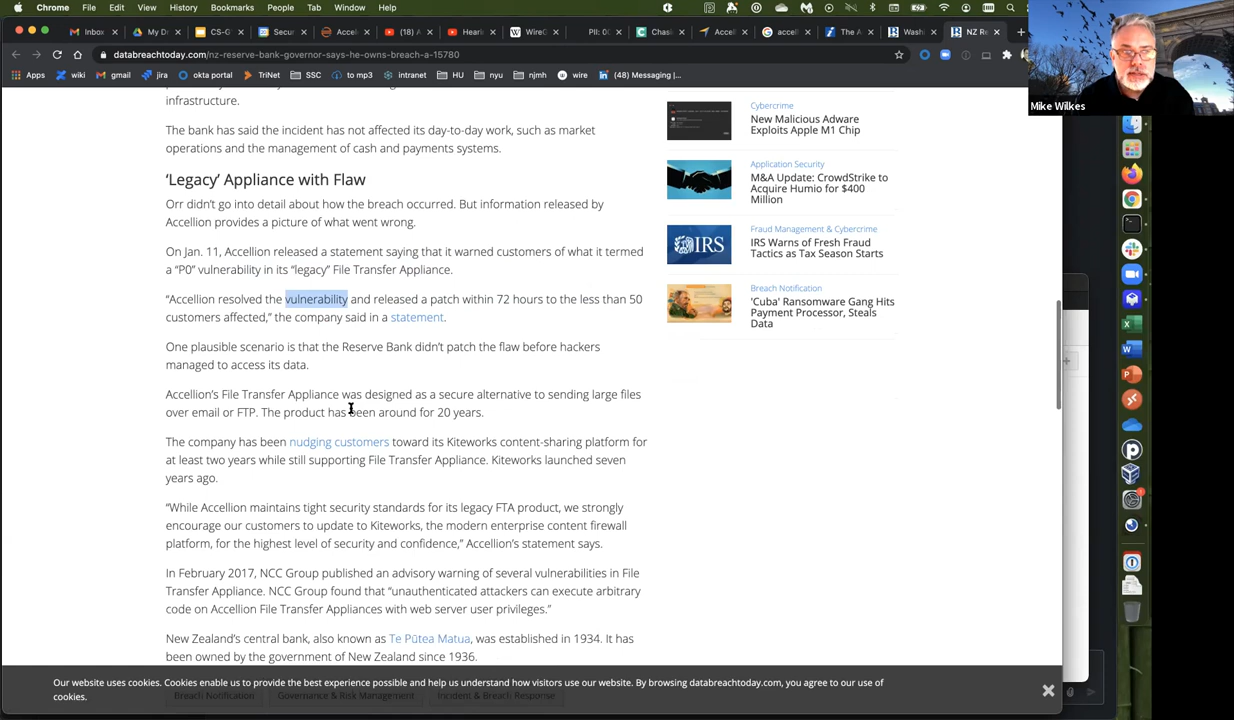 Chrome File Edit View History Bookmarks People Tab Window Help
Inbox My Dr CS-G Secur Accel (18) A Hearin WireC PII: 0 Chasi Accell accell The A Wash NZ Re
databreachtoday.com/nz-reserve-bank-governor-says-he-owns-breach-a-15780
Apps wiki gmail jira okta portal TriNet SSC to mp3 intranet HU nyu njmh wire (48) Messaging |...
Mike Wilkes
infrastructure.
The bank has said the incident has not affected its day-to-day work, such as market
operations and the management of cash and payments systems.
‘Legacy’ Appliance with Flaw
Orr didn’t go into detail about how the breach occurred. But information released by
Accellion provides a picture of what went wrong.
On Jan. 11, Accellion released a statement saying that it warned customers of what it termed
a “P0” vulnerability in its “legacy” File Transfer Appliance.
“Accellion resolved the vulnerability and released a patch within 72 hours to the less than 50
customers affected,” the company said in a statement.
One plausible scenario is that the Reserve Bank didn’t patch the flaw before hackers
managed to access its data.
Accellion’s File Transfer Appliance was designed as a secure alternative to sending large files
over email or FTP. The product has been around for 20 years.
The company has been nudging customers toward its Kiteworks content-sharing platform for
at least two years while still supporting File Transfer Appliance. Kiteworks launched seven
years ago.
“While Accellion maintains tight security standards for its legacy FTA product, we strongly
encourage our customers to update to Kiteworks, the modern enterprise content firewall
platform, for the highest level of security and confidence,” Accellion’s statement says.
In February 2017, NCC Group published an advisory warning of several vulnerabilities in File
Transfer Appliance. NCC Group found that “unauthenticated attackers can execute arbitrary
code on Accellion File Transfer Appliances with web server user privileges.”
New Zealand’s central bank, also known as Te Pūtea Matua, was established in 1934. It has
been owned by the government of New Zealand since 1936.
Breach Notification Governance & Risk Management Incident & Breach Response
Cybercrime
New Malicious Adware
Exploits Apple M1 Chip
Application Security
M&A Update: CrowdStrike to
Acquire Humio for $400
Million
Fraud Management & Cybercrime
IRS
IRS Warns of Fresh Fraud
Tactics as Tax Season Starts
Breach Notification
'Cuba' Ransomware Gang Hits
Payment Processor, Steals
Data
Our website uses cookies. Cookies enable us to provide the best experience possible and help us understand how visitors use our website. By browsing databreachtoday.com, you agree to our use of
cookies.